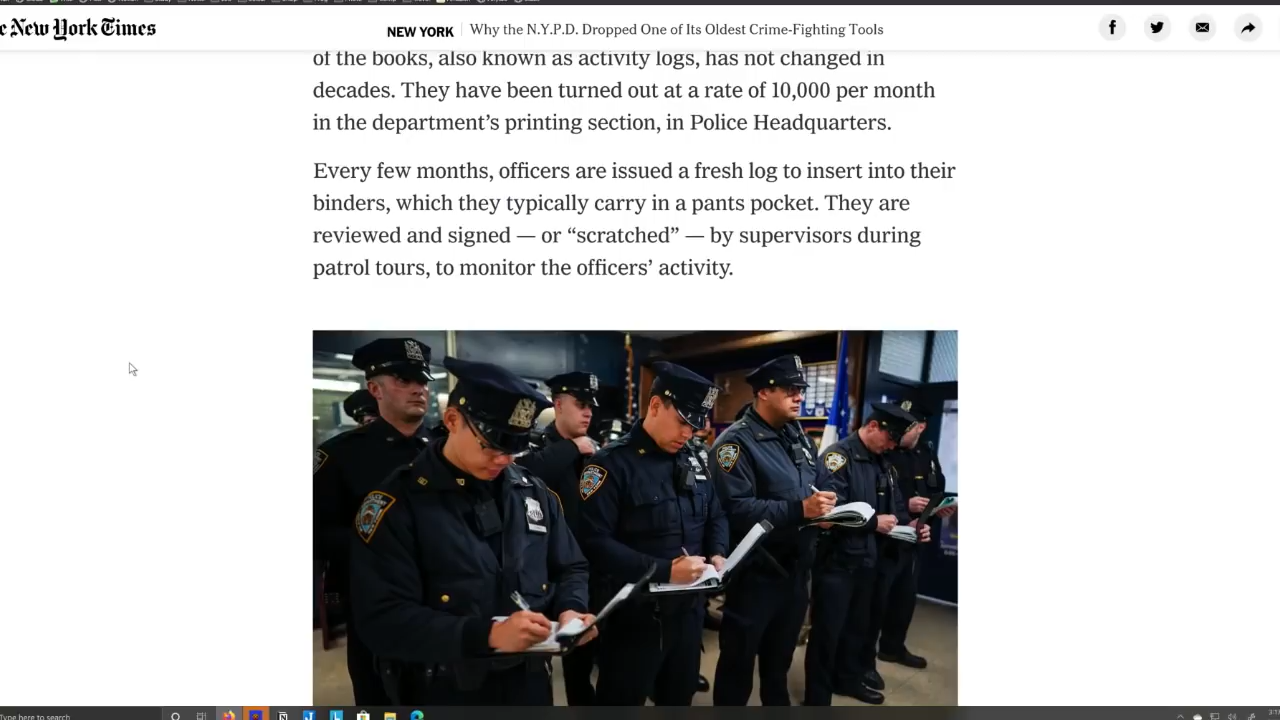 e New York Times
NEW YORK
Why the N.Y.P.D. Dropped One of Its Oldest Crime-Fighting Tools
of the books, also known as activity logs, has not changed in
decades. They have been turned out at a rate of 10,000 per month
in the department’s printing section, in Police Headquarters.
Every few months, officers are issued a fresh log to insert into their
binders, which they typically carry in a pants pocket. They are
reviewed and signed — or “scratched” — by supervisors during
patrol tours, to monitor the officers’ activity.
Type here to search